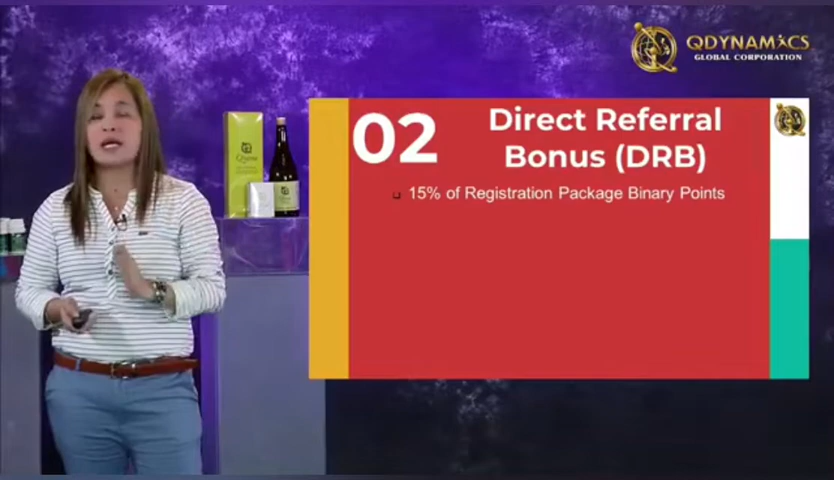 QDYNAMICS
GLOBAL CORPORATION
02
Direct Referral
Bonus (DRB)
15% of Registration Package Binary Points